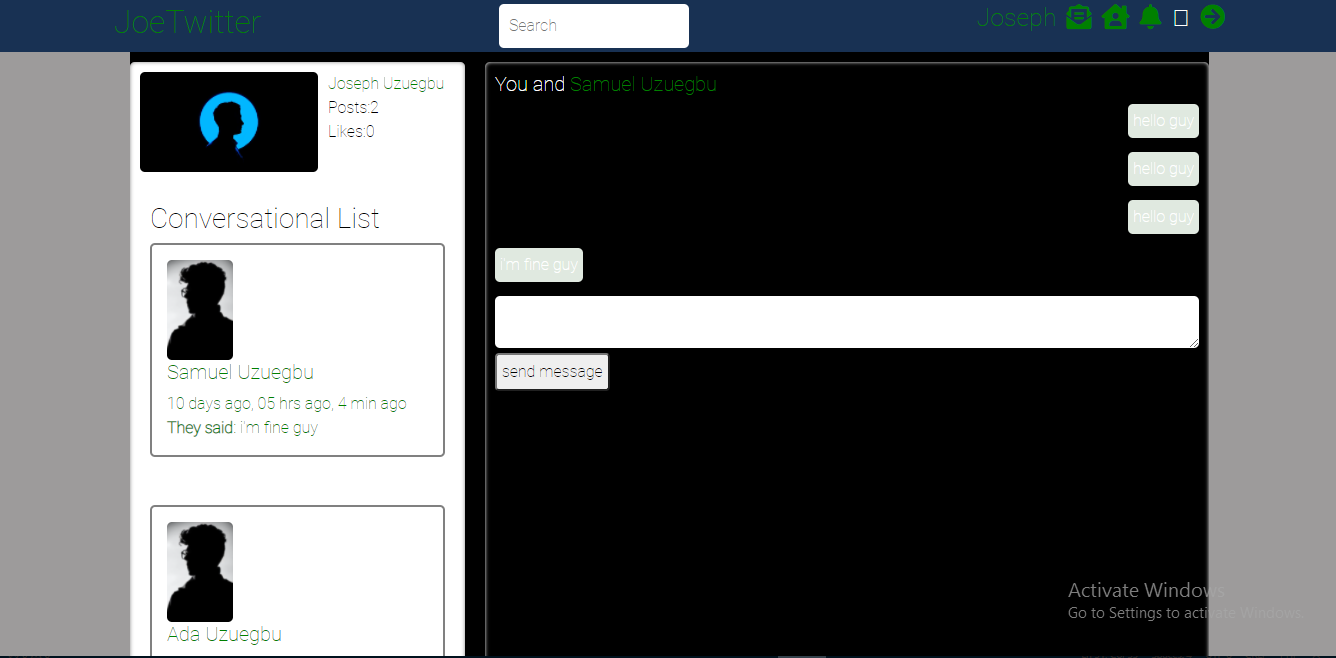 JoeTwitter
Search
Joseph
Joseph Uzuegbu
Posts:2
Likes:0
Conversational List
Samuel Uzuegbu
10 days ago, 05 hrs ago, 4 min ago
They said: i'm fine guy
Ada Uzuegbu
You and Samuel Uzuegbu
hello guy
hello guy
hello guy
i'm fine guy
send message
Activate Windows
Go to Settings to activate Windows.